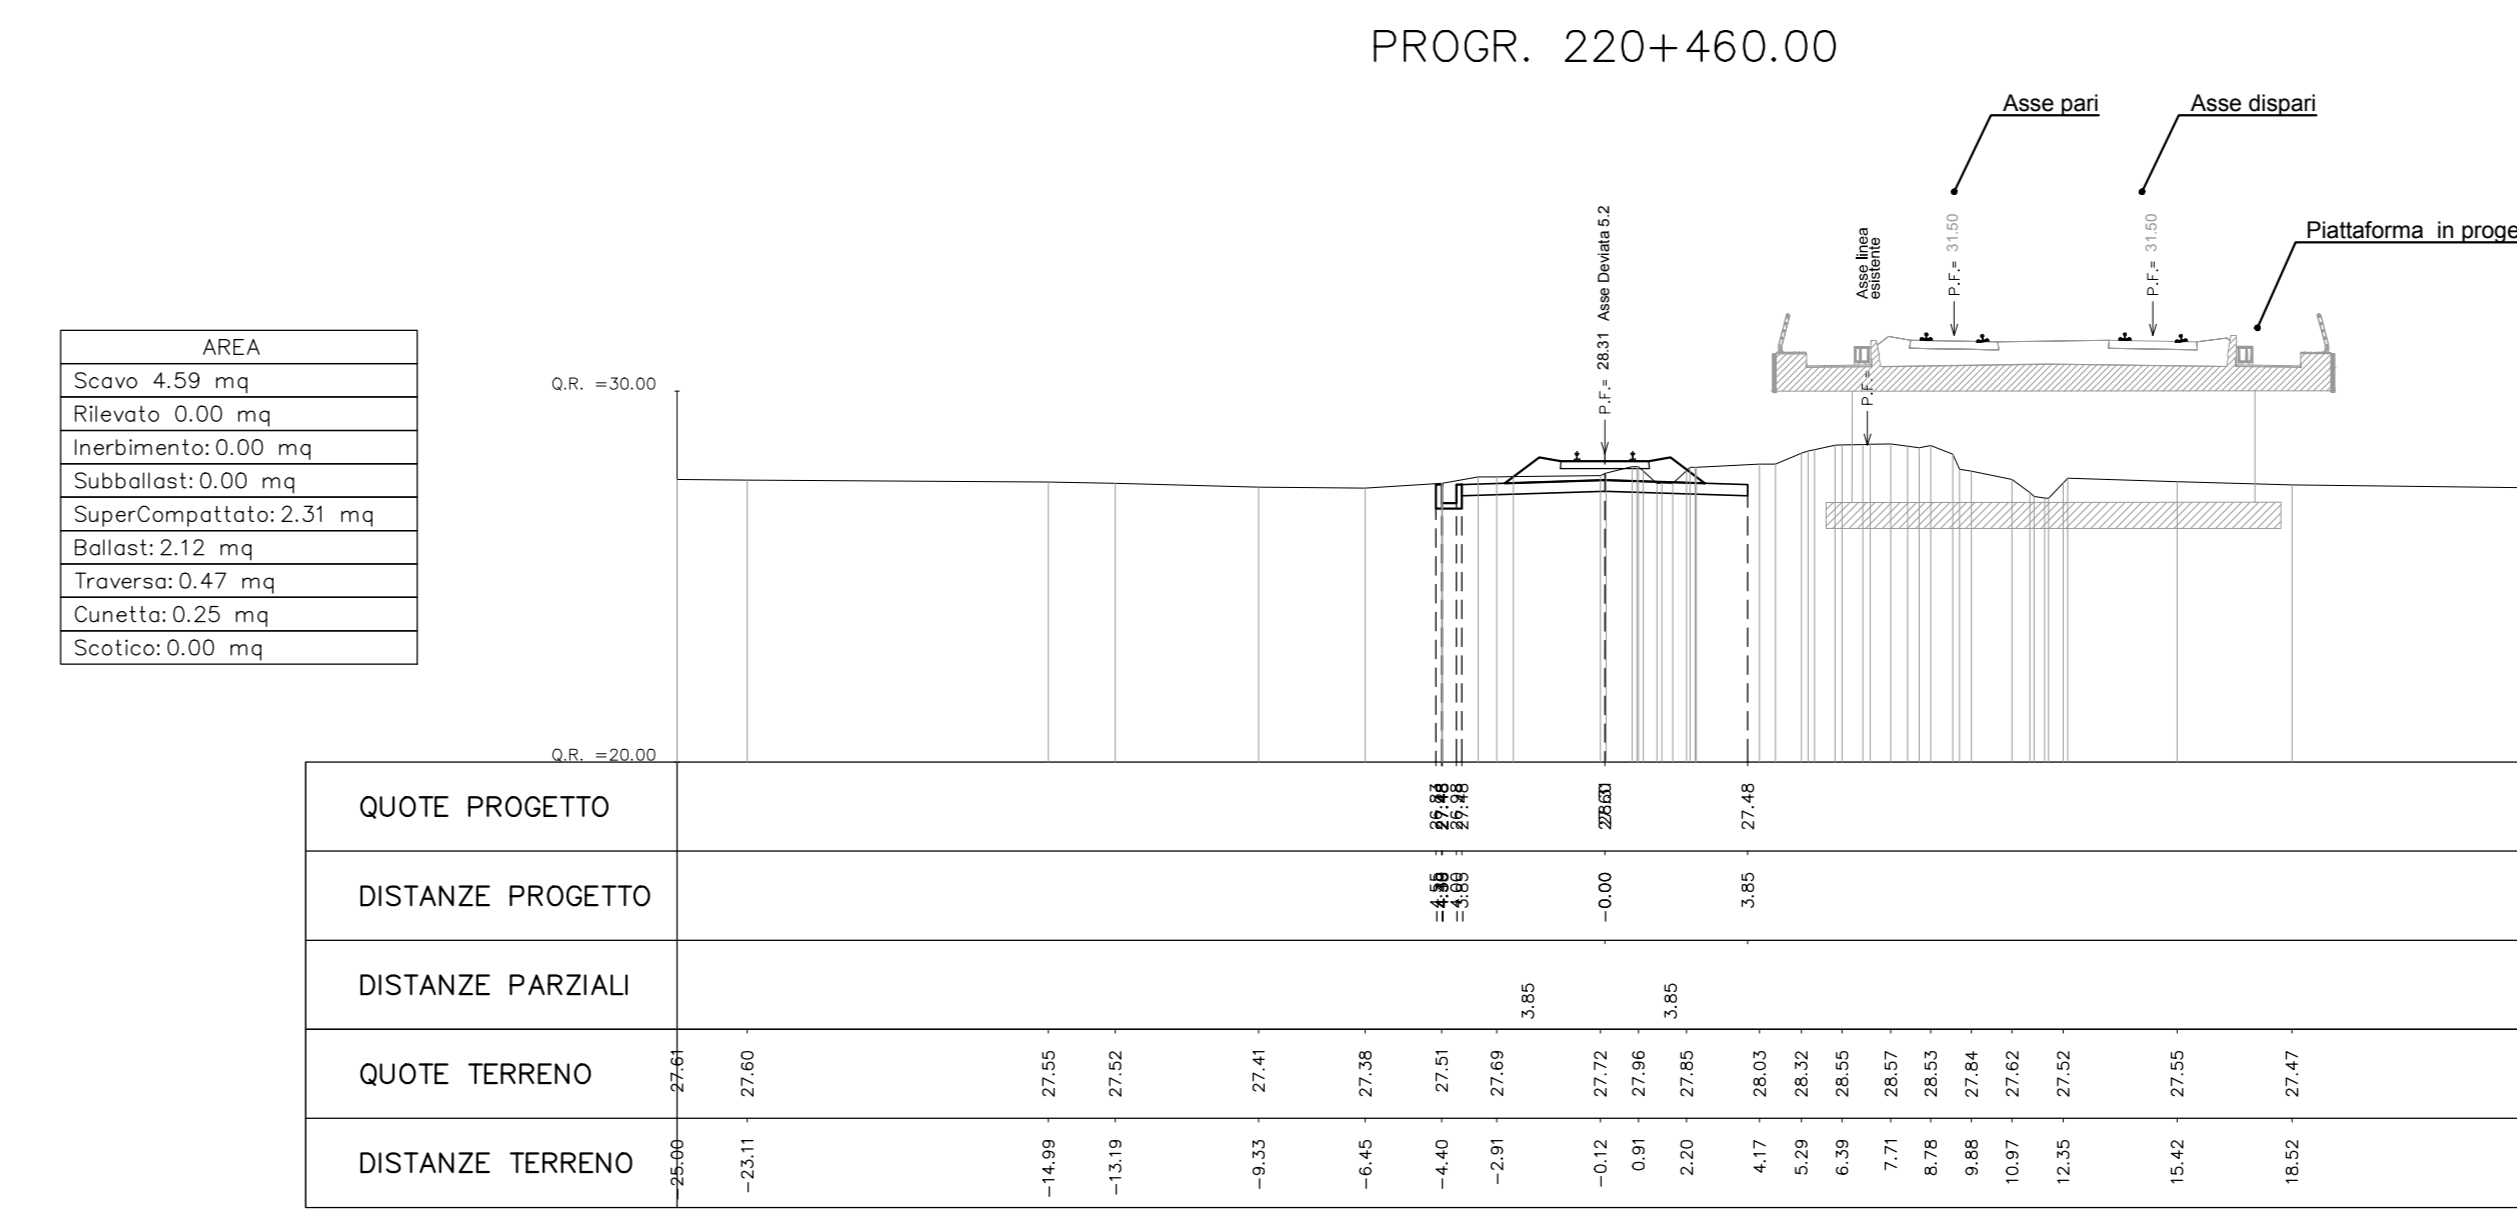 PROGR. 220+460.00
Asse pari
Asse dispari
Piattaforma in proge
Asse linea
esistente
P.F.= 31.50
P.F.= 31.50
P.F.=
P.F.= 28.31 Asse Deviata 5.2
AREA
Scavo 4.59 mq
Rilevato 0.00 mq
Inerbimento: 0.00 mq
Subballast: 0.00 mq
SuperCompattato: 2.31 mq
Ballast: 2.12 mq
Traversa: 0.47 mq
Cunetta: 0.25 mq
Scotico: 0.00 mq
Q.R. =30.00
Q.R. =20.00
QUOTE PROGETTO 26.98 27.48 27.48
DISTANZE PROGETTO -4.00 -3.85 -0.00 3.85
DISTANZE PARZIALI 3.85 3.85
QUOTE TERRENO 27.61 27.60 27.55 27.52 27.41 27.38 27.51 27.69 27.72 27.96 27.85 28.03 28.32 28.55 28.57 28.53 27.84 27.62 27.52 27.55 27.47
DISTANZE TERRENO -25.00 -23.11 -14.99 -13.19 -9.33 -6.45 -4.40 -2.91 -0.12 0.91 2.20 4.17 5.29 6.39 7.71 8.78 9.88 10.97 12.35 15.42 18.52